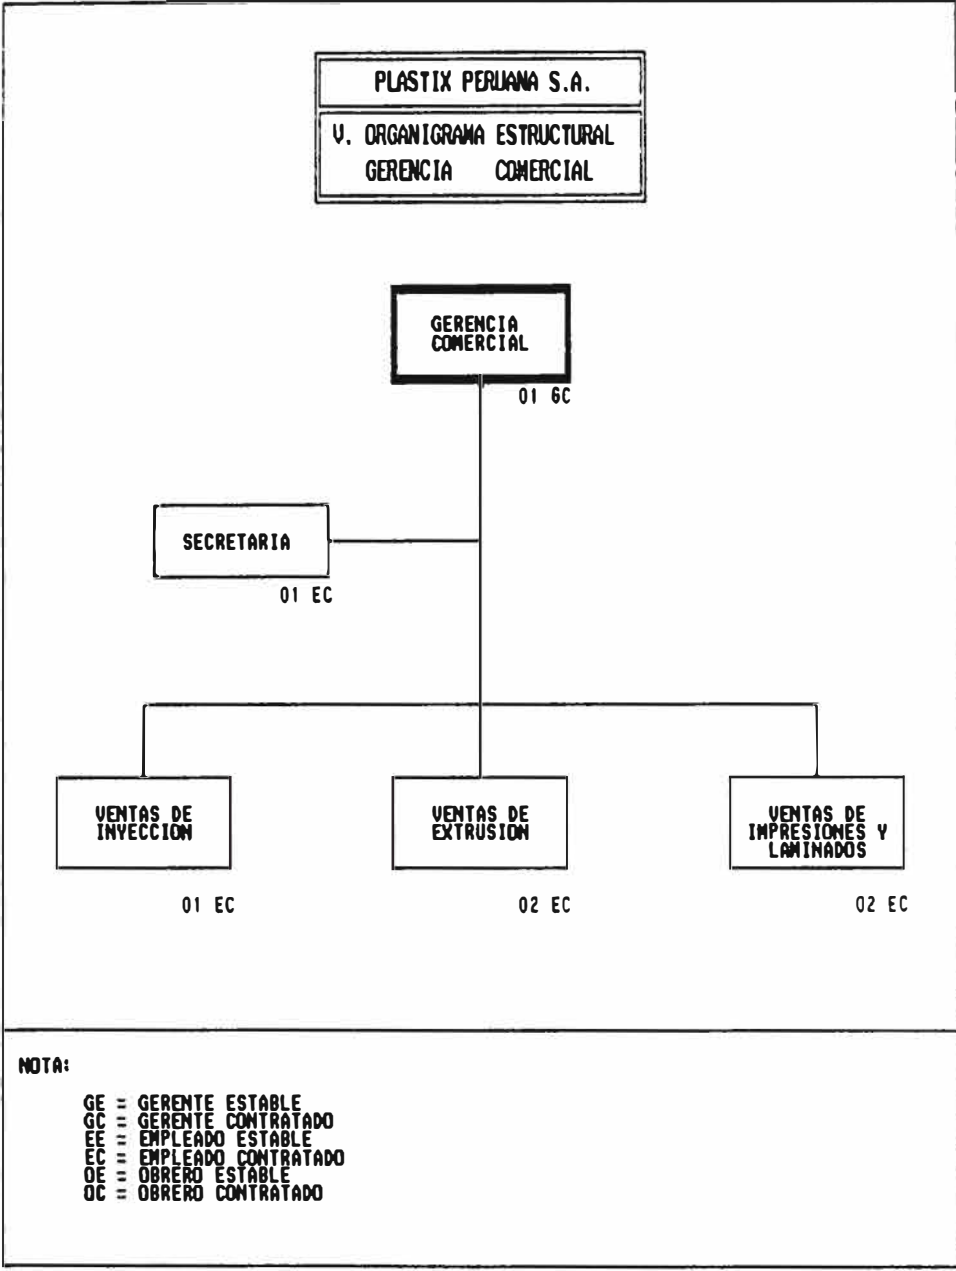 PLASTIX PERUANA S.A.
V. ORGANIGRAMA ESTRUCTURAL
GERENCIA COMERCIAL
GERENCIA
COMERCIAL
01 GC
SECRETARIA
01 EC
VENTAS DE
INYECCION
01 EC
VENTAS DE
EXTRUSION
02 EC
VENTAS DE
IMPRESIONES Y
LAMINADOS
02 EC
NOTA:
GE = GERENTE ESTABLE
GC = GERENTE CONTRATADO
EE = EMPLEADO ESTABLE
EC = EMPLEADO CONTRATADO
OE = OBRERO ESTABLE
OC = OBRERO CONTRATADO